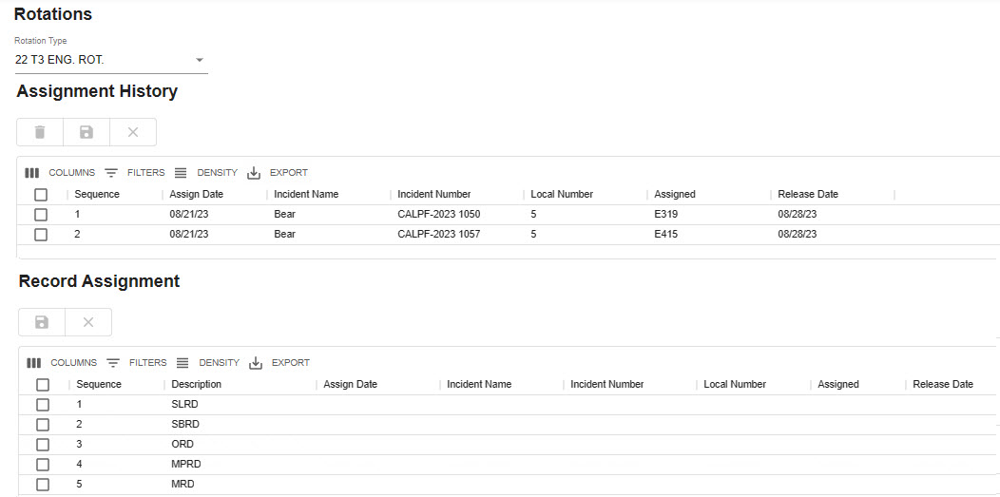 Rotations
Rotation Type
22 T3 ENG. ROT.
Assignment History
COLUMNS FILTERS DENSITY EXPORT
Sequence Assign Date Incident Name Incident Number Local Number Assigned Release Date
1 08/21/23 Bear CALPF-2023 1050 5 E319 08/28/23
2 08/21/23 Bear CALPF-2023 1057 5 E415 08/28/23
Record Assignment
COLUMNS FILTERS DENSITY EXPORT
Sequence Description Assign Date Incident Name Incident Number Local Number Assigned Release Date
1 SLRD
2 SBRD
3 ORD
4 MPRD
5 MRD